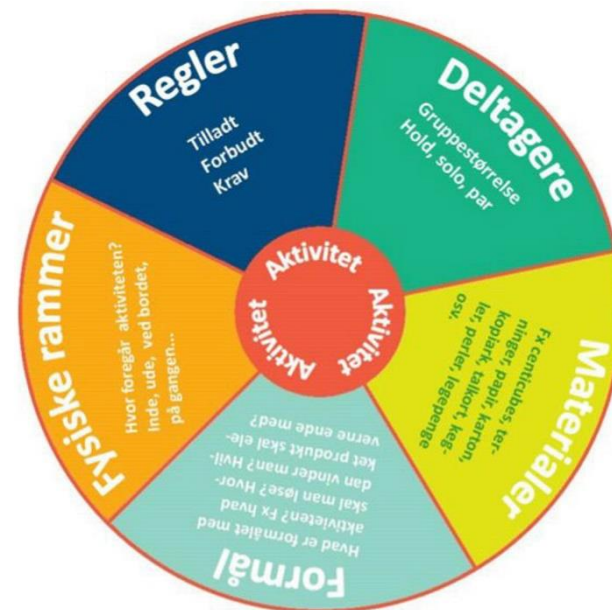 Regler
Tilladt
Forbudt
Krav
Deltagere
Gruppestørrelse
Hold, solo, par
Materialer
Fx centicubes, ter-
ninger, papir, karton,
kopiark, talkort, keg-
ler, perler, legepenge
osv.
Formål
Hvad er formålet med
aktivieten? Fx hvad
skal man løse? Hvor-
dan vinder man? Hvil-
ket produkt skal ele-
verne ende med?
Fysiske rammer
Hvor foregår aktiviteten?
Inde, ude, ved bordet,
på gangen...
Aktivitet
Aktivitet
Aktivitet